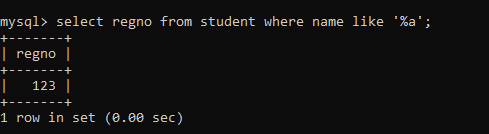 mysql> select regno from student where name like '%a';
+-------+
| regno |
+-------+
|   123 |
+-------+
1 row in set (0.00 sec)